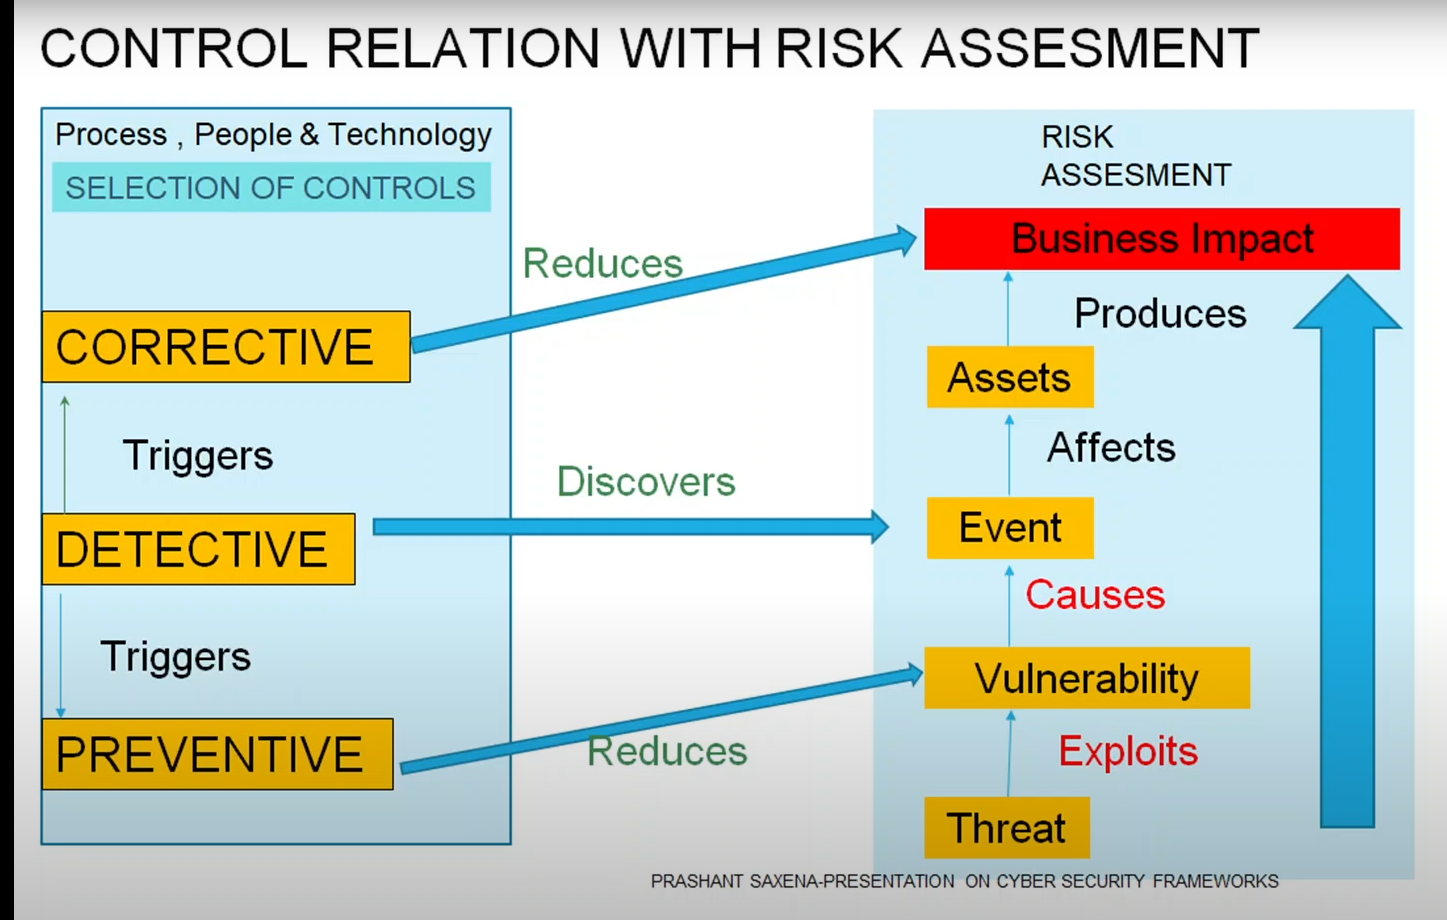 CONTROL RELATION WITH RISK ASSESMENT
Process , People & Technology
SELECTION OF CONTROLS
CORRECTIVE
Triggers
DETECTIVE
Triggers
PREVENTIVE
Reduces
Discovers
Reduces
RISK
ASSESMENT
Business Impact
Produces
Assets
Affects
Event
Causes
Vulnerability
Exploits
Threat
PRASHANT SAXENA-PRESENTATION ON CYBER SECURITY FRAMEWORKS